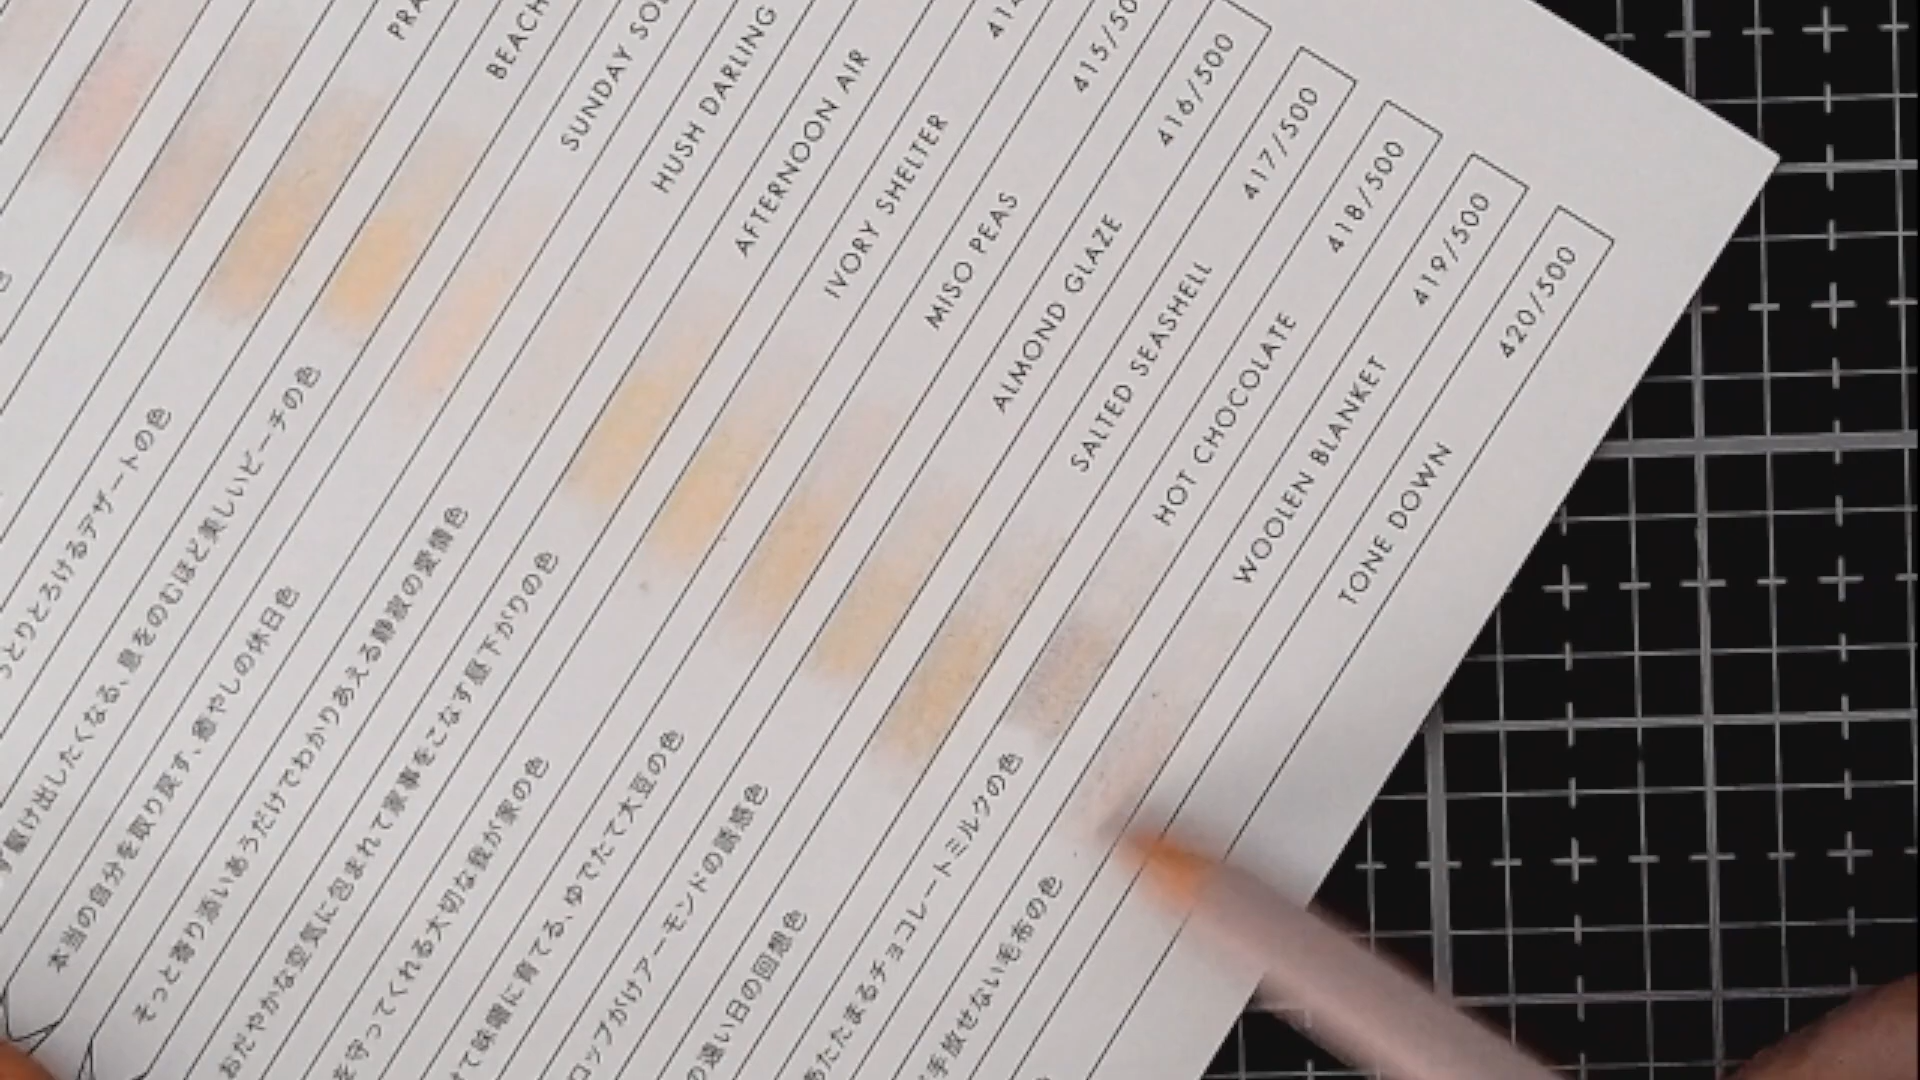 っとりとろけるデザートの色 PRA
ず駆け出したくなる、息をのむほど美しいビーチの色 BEACH
本当の自分を取り戻す、癒やしの休日色 SUNDAY
そっと寄り添いあうだけでわかりあえる静寂の愛情色 HUSH DARLING
おだやかな空気に包まれて家事をこなす昼下がりの色 AFTERNOON AIR
を守ってくれる大切な我が家の色 IVORY SHELTER 414
けて味噌に育てる、ゆでたて大豆の色 MISO PEAS 415/50
ロップがけアーモンドの誘惑色 ALMOND GLAZE 416/500
の遠い日の回想色 SALTED SEASHELL 417/500
あたたまるチョコレートミルクの色 HOT CHOCOLATE 418/500
手放せない毛布の色 WOOLEN BLANKET 419/500
TONE DOWN 420/500